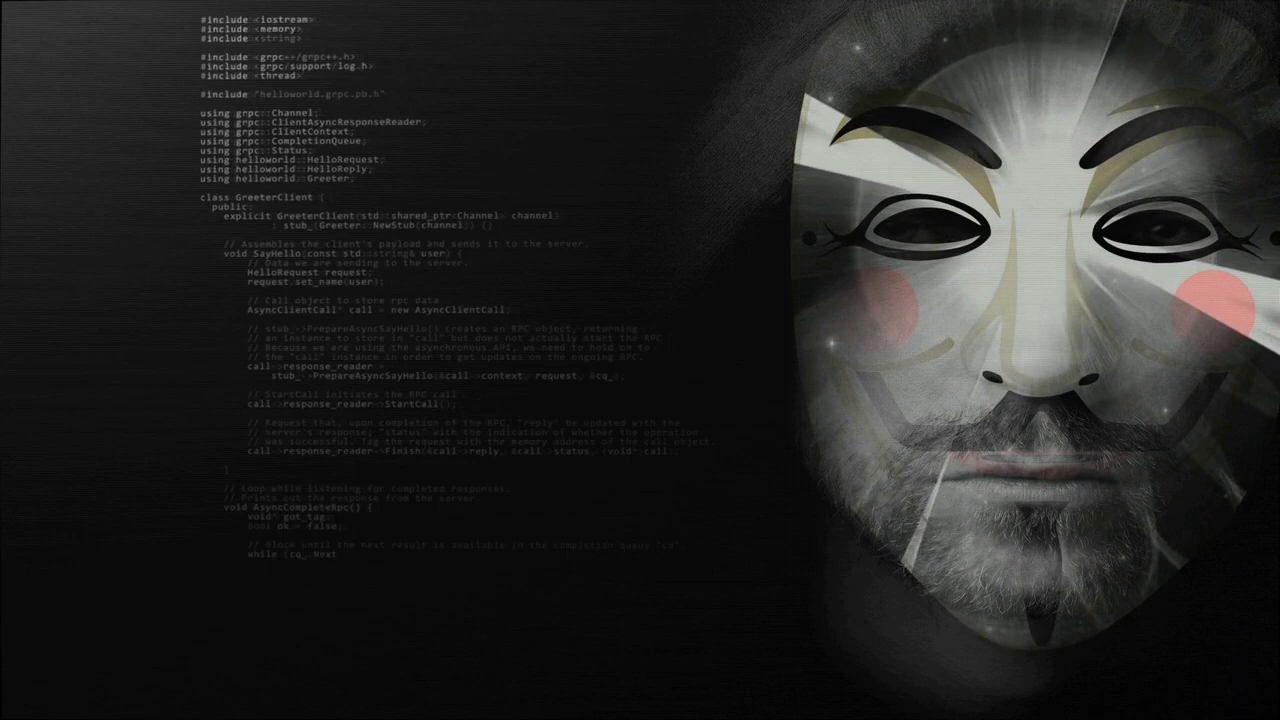 #include <iostream>
#include <memory>
#include <string>
#include <grpc++/grpc++.h>
#include <grpc/support/log.h>
#include <thread>
#include "helloworld.grpc.pb.h"
using grpc::Channel;
using grpc::ClientAsyncResponseReader;
using grpc::ClientContext;
using grpc::CompletionQueue;
using grpc::Status;
using helloworld::HelloRequest;
using helloworld::HelloReply;
using helloworld::Greeter;
class GreeterClient {
public:
explicit GreeterClient(std::shared_ptr<Channel> channel)
: stub_(Greeter::NewStub(channel)) {}
// Assembles the client's payload and sends it to the server.
void SayHello(const std::string& user) {
// Data we are sending to the server.
HelloRequest request;
request.set_name(user);
// Call object to store rpc data
AsyncClientCall* call = new AsyncClientCall;
// stub_->PrepareAsyncSayHello() creates an RPC object, returning
// an instance to store in "call" but does not actually start the RPC
// Because we are using the asynchronous API, we need to hold on to
// the "call" instance in order to get updates on the ongoing RPC.
call->response_reader =
stub_->PrepareAsyncSayHello(&call->context, request, &cq_);
// StartCall initiates the RPC call
call->response_reader->StartCall();
// Request that, upon completion of the RPC, "reply" be updated with the
// server's response; "status" with the indication of whether the operation
// was successful. Tag the request with the memory address of the call object.
call->response_reader->Finish(&call->reply, &call->status, (void*)call);
}
// Loop while listening for completed responses.
// Prints out the response from the server.
void AsyncCompleteRpc() {
void* got_tag;
bool ok = false;
// Block until the next result is available in the completion queue "cq".
while (cq_.Next